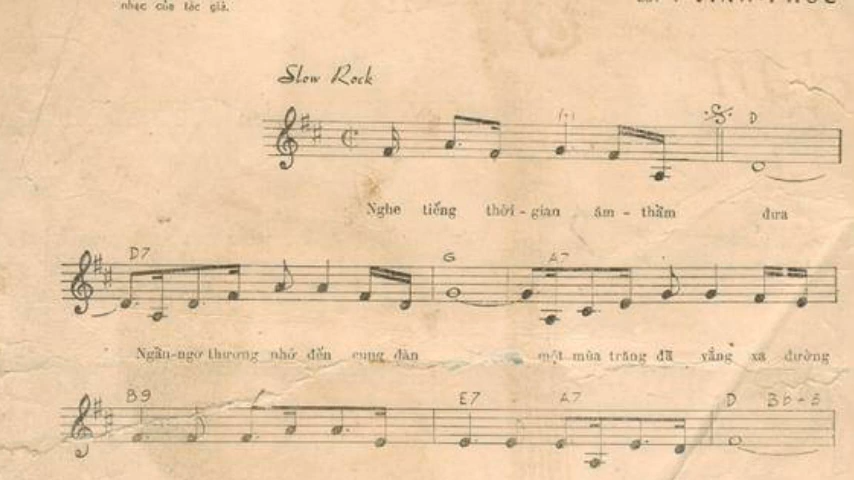 nhạc của tác giả.
Slow Rock
D
Nghe tiếng thời-gian âm-thầm đưa
D7 G A7
Ngẩn-ngơ thương nhớ đến cung đàn một mùa trăng đã vắng xa đường
B9 E7 A7 D